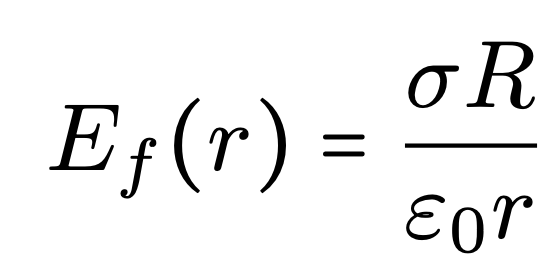 E_f(r) = \frac{\sigma R}{\varepsilon_0 r}